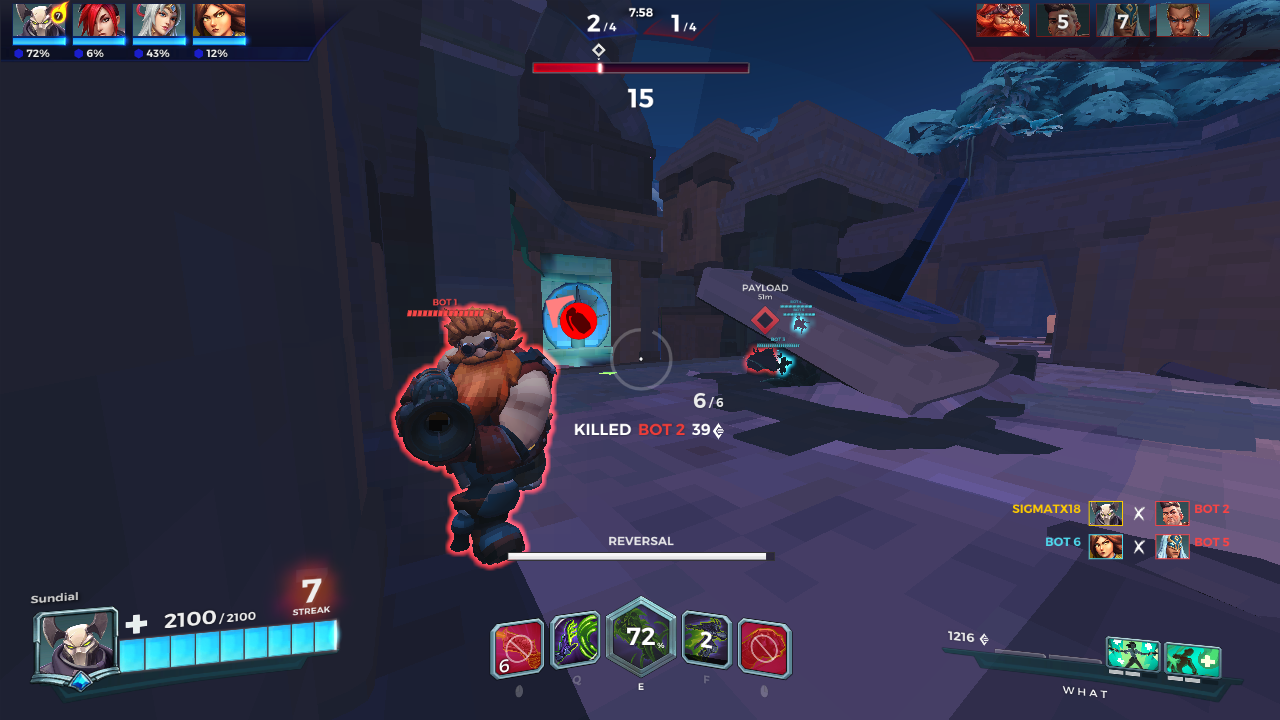 7
72%
6%
43%
12%
2/4
7:58
1/4
5
7
15
BOT 1
PAYLOAD
51m
6/6
KILLED BOT 2 39
SIGMATX18 X BOT 2
BOT 6 X BOT 5
REVERSAL
Sundial
2100/2100
7
STREAK
6
72%
2
Q
E
F
1216
WHAT